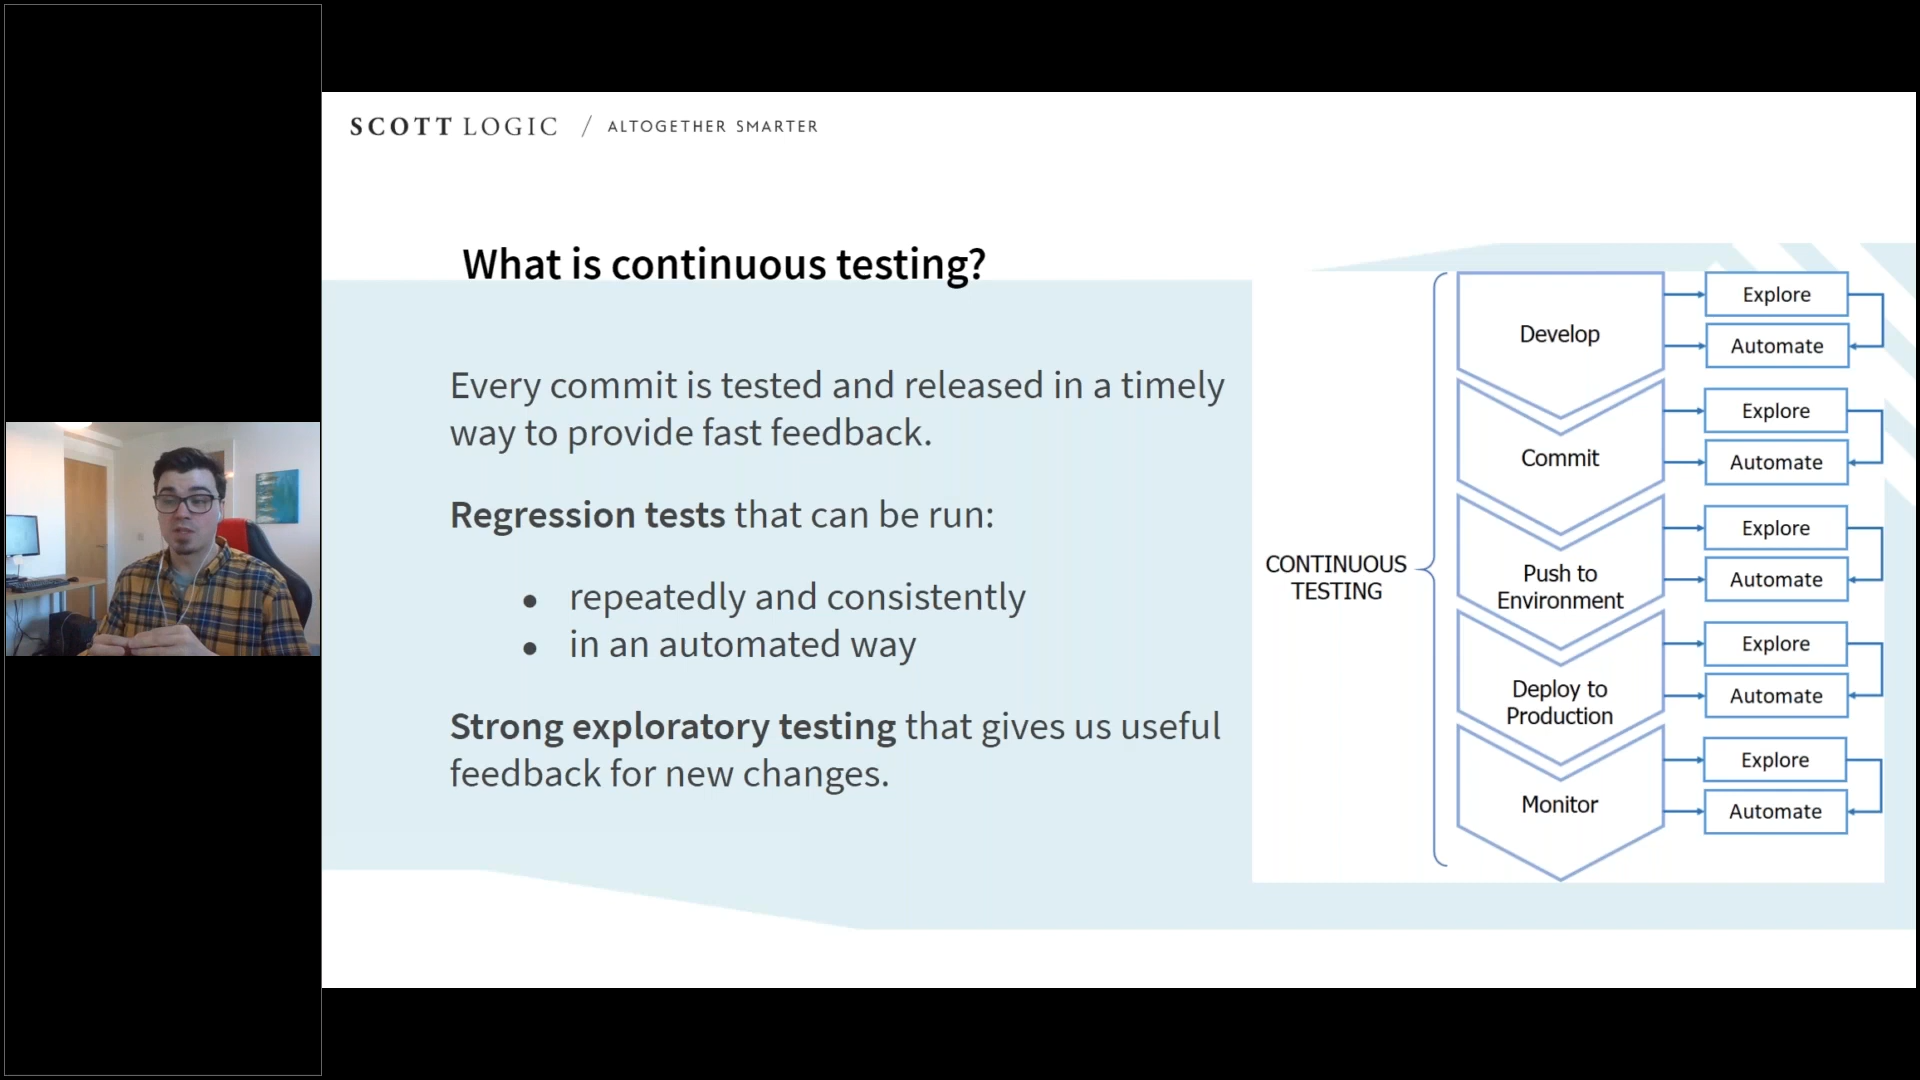 SCOTT LOGIC / ALTOGETHER SMARTER
What is continuous testing?
Every commit is tested and released in a timely
way to provide fast feedback.
Regression tests that can be run:
● repeatedly and consistently
● in an automated way
Strong exploratory testing that gives us useful
feedback for new changes.
CONTINUOUS
TESTING
Develop
Explore
Automate
Commit
Explore
Automate
Push to
Environment
Explore
Automate
Deploy to
Production
Explore
Automate
Monitor
Explore
Automate